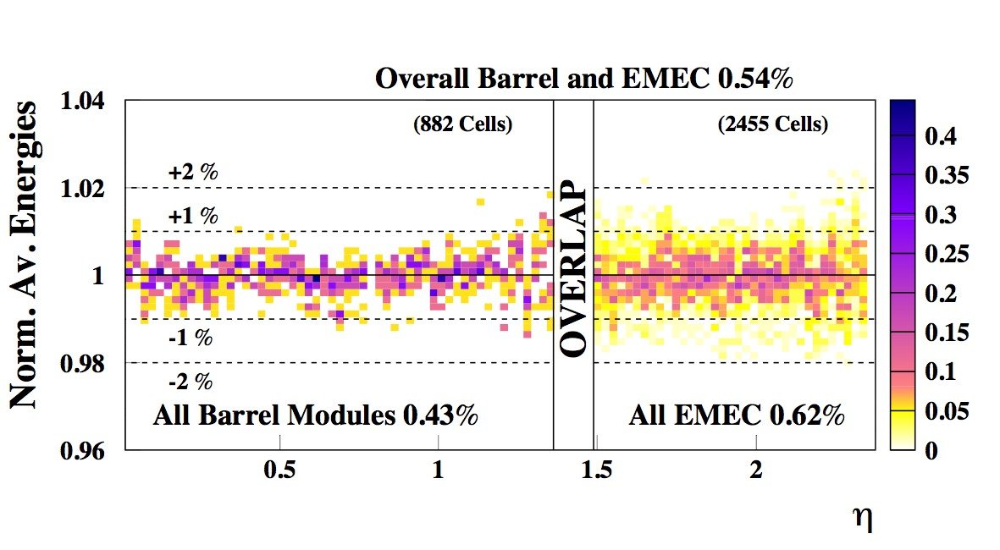 Overall Barrel and EMEC 0.54%
Norm. Av. Energies
1.04
1.02
1
0.98
0.96
(882 Cells)
(2455 Cells)
+2 %
+1 %
-1 %
-2 %
OVERLAP
All Barrel Modules 0.43%
All EMEC 0.62%
0.5
1
1.5
2
η
0.4
0.35
0.3
0.25
0.2
0.15
0.1
0.05
0